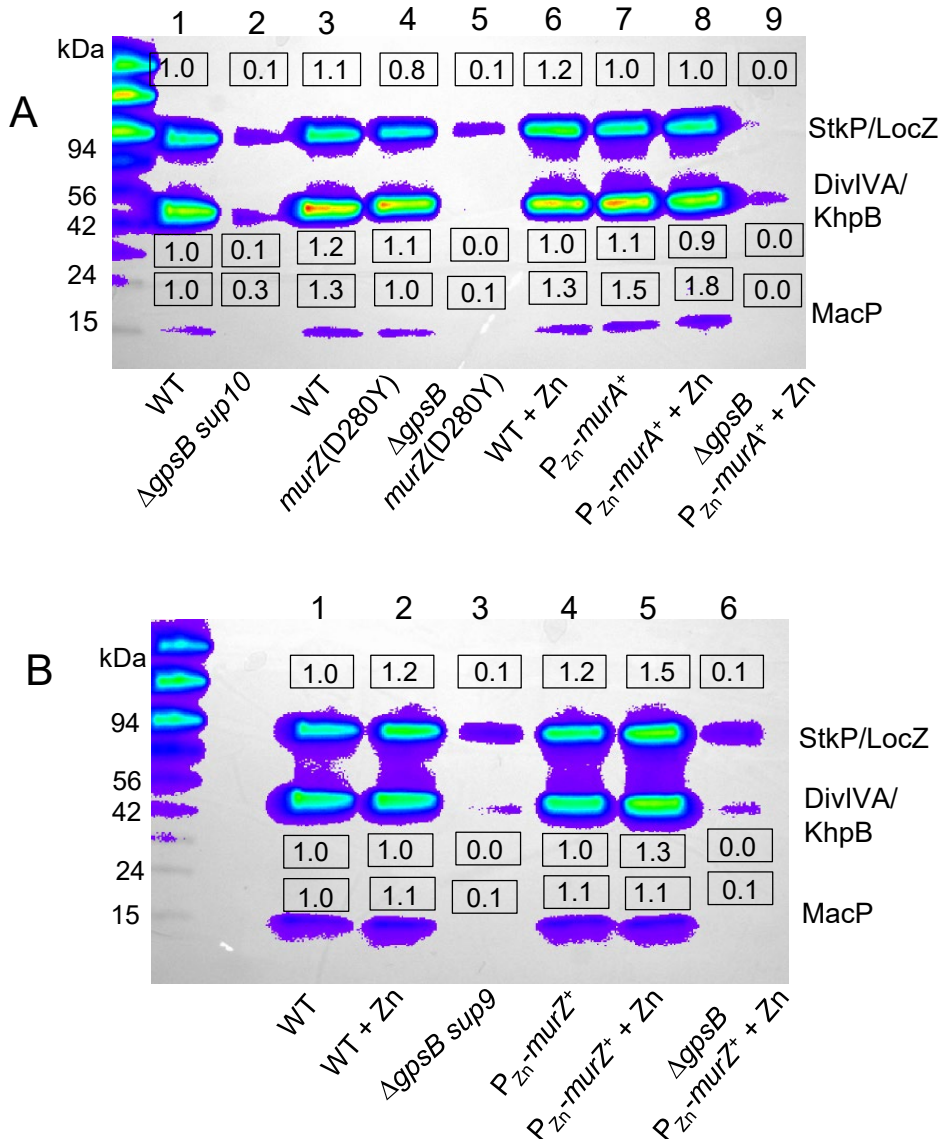 1 2 3 4 5 6 7 8 9
kDa
1.0 0.1 1.1 0.8 0.1 1.2 1.0 1.0 0.0
A
StkP/LocZ
94
DivIVA/
KhpB
56
42
1.0 0.1 1.2 1.1 0.0 1.0 1.1 0.9 0.0
24
1.0 0.3 1.3 1.0 0.1 1.3 1.5 1.8 0.0
MacP
15
WT
ΔgpsB sup10
WT
murZ(D280Y)
ΔgpsB
murZ(D280Y)
WT + Zn
PZn-murA+
PZn-murA+ + Zn
ΔgpsB
PZn-murA+ + Zn
1 2 3 4 5 6
B
kDa
1.0 1.2 0.1 1.2 1.5 0.1
94
StkP/LocZ
56
42
DivIVA/
KhpB
1.0 1.0 0.0 1.0 1.3 0.0
24
1.0 1.1 0.1 1.1 1.1 0.1
15
MacP
WT
WT + Zn
ΔgpsB sup9
PZn-murZ+
PZn-murZ+ + Zn
ΔgpsB
PZn-murZ+ + Zn